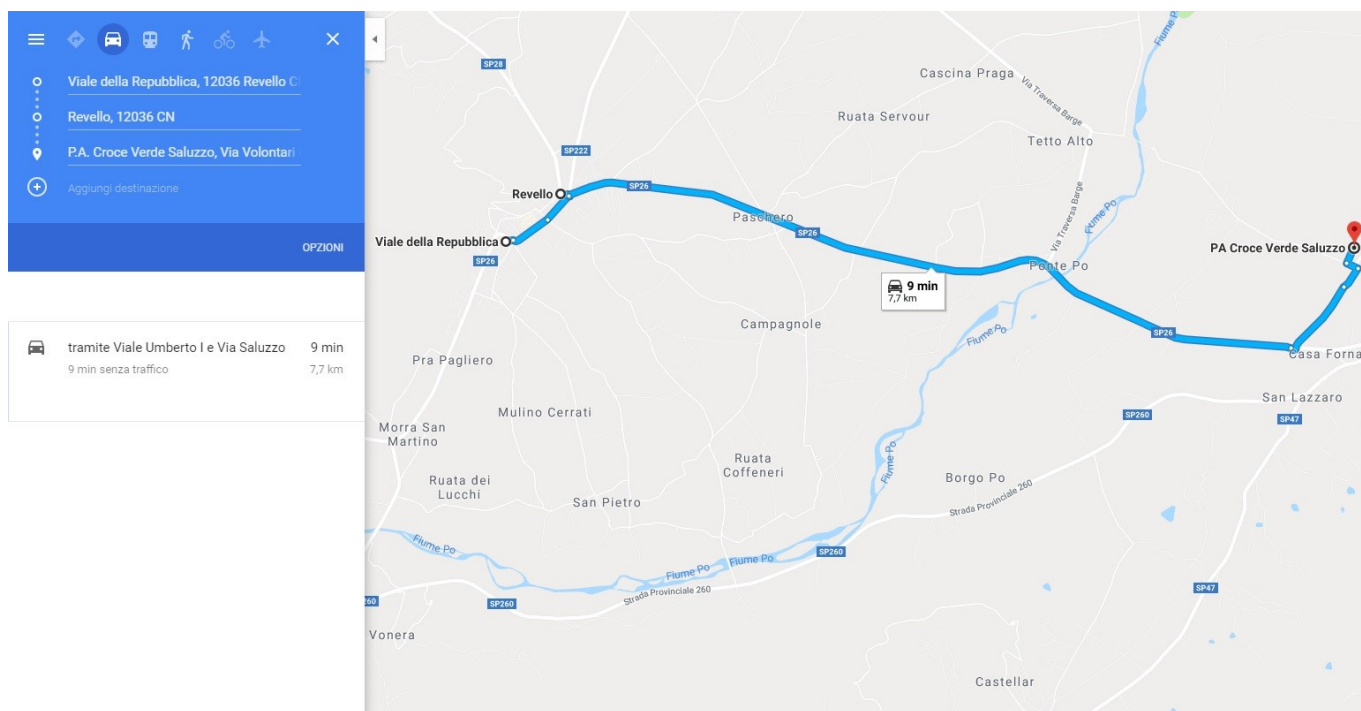 Viale della Repubblica, 12036 Revello C
Revello, 12036 CN
P.A. Croce Verde Saluzzo, Via Volontari
Aggiungi destinazione
OPZIONI
tramite Viale Umberto I e Via Saluzzo 9 min
9 min senza traffico 7,7 km
Fiume Po
SP28
Cascina Praga
Via Traversa Barge
Ruata Servour
Tetto Alto
SP222
Revello
SP26
Via Traversa Barge
Fiume Po
Paschero
SP26
Viale della Repubblica
SP26
PA Croce Verde Saluzzo
Ponte Po
9 min
7,7 km
Campagnole
Fiume Po
SP26
Casa Forna
Pra Pagliero
San Lazzaro
Mulino Cerrati
SP260
SP47
Morra San
Martino
Ruata
Coffeneri
Fiume Po
Ruata dei
Lucchi
Borgo Po
Strada Provinciale 260
San Pietro
Fiume Po
SP260
Fiume Po
Fiume Po
Strada Provinciale 260
SP47
60
SP260
Vonera
Castellar